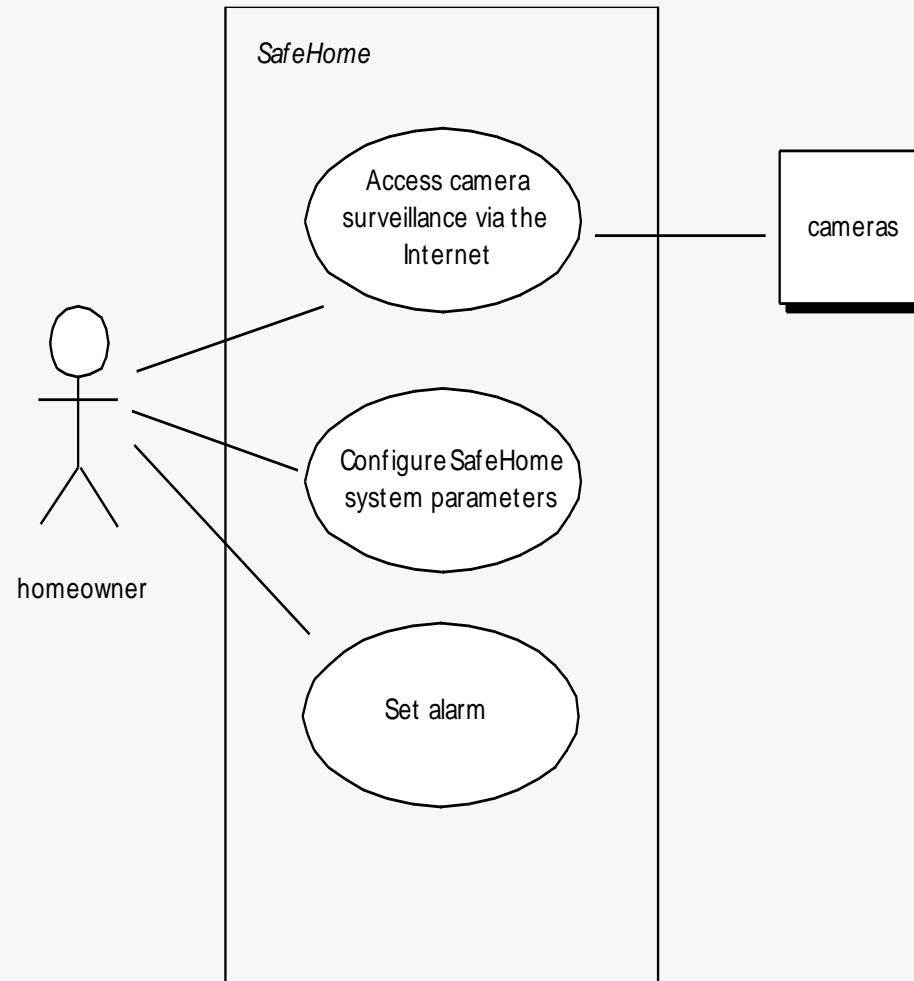 SafeHome
Access camera
surveillance via the
Internet
cameras
Configure SafeHome
system parameters
homeowner
Set alarm